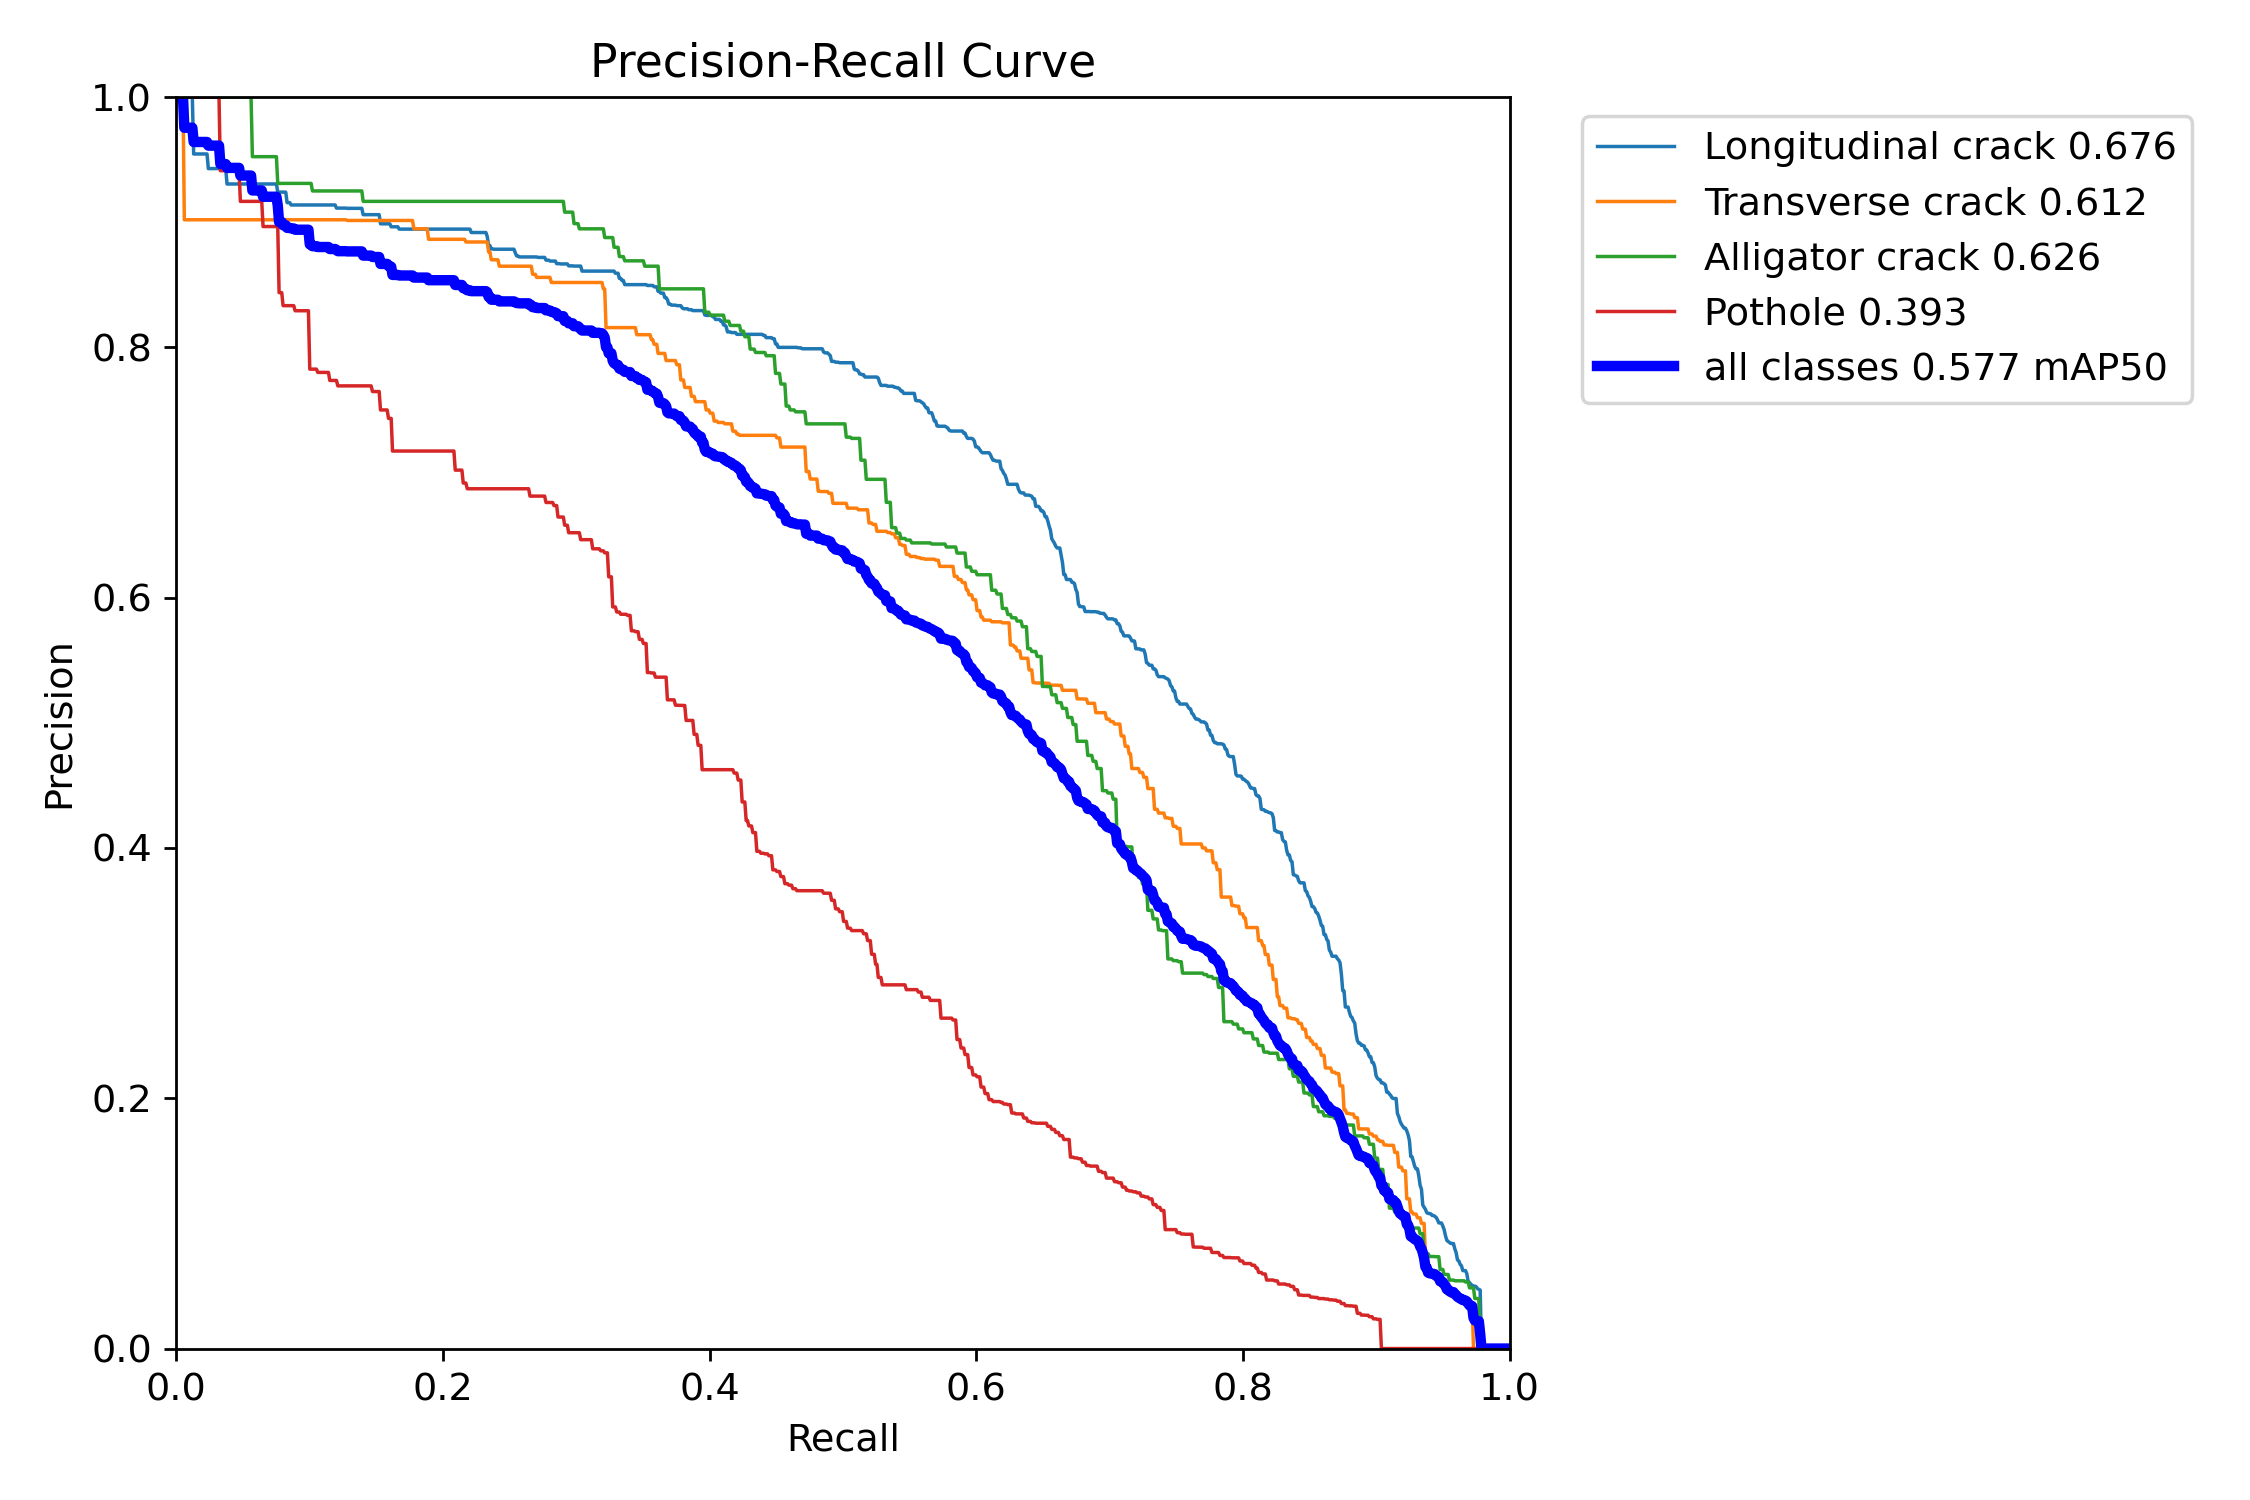 Precision-Recall Curve
1.0
0.8
0.6
0.4
0.2
0.0
Precision
0.0 0.2 0.4 0.6 0.8 1.0
Recall
Longitudinal crack 0.676
Transverse crack 0.612
Alligator crack 0.626
Pothole 0.393
all classes 0.577 mAP50